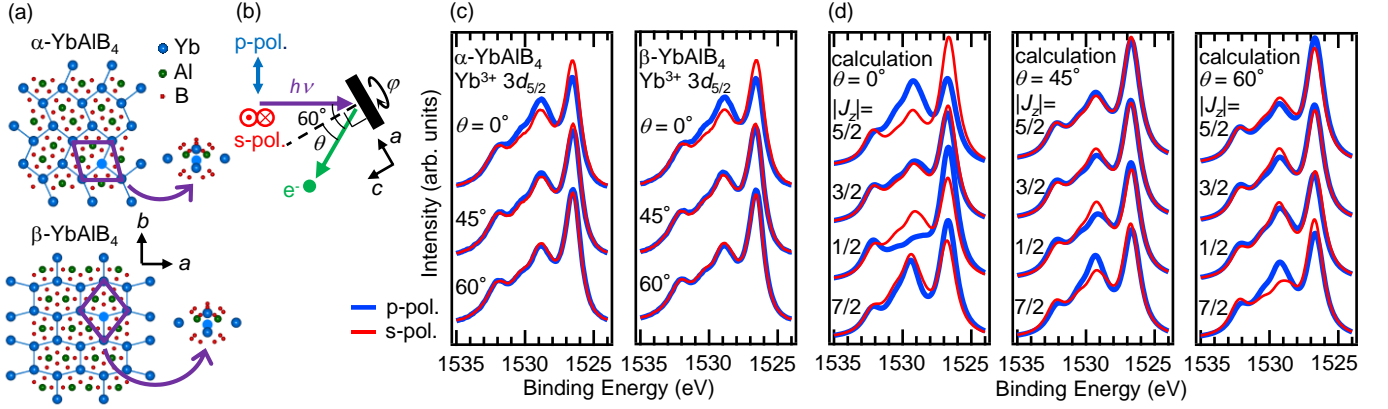 (a)
α-YbAlB4
Yb
Al
B
b
a
β-YbAlB4
(b)
p-pol.
hν
φ
60°
s-pol.
θ
a
c
e-
(c)
α-YbAlB4
Yb3+ 3d5/2
θ = 0°
45°
60°
β-YbAlB4
Yb3+ 3d5/2
θ = 0°
45°
60°
Intensity (arb. units)
p-pol.
s-pol.
1535 1530 1525
1535 1530 1525
Binding Energy (eV)
(d)
calculation
θ = 0°
|Jz|=
5/2
3/2
1/2
7/2
calculation
θ = 45°
|Jz|=
5/2
3/2
1/2
7/2
calculation
θ = 60°
|Jz|=
5/2
3/2
1/2
7/2
1535 1530 1525
1535 1530 1525
1535 1530 1525
Binding Energy (eV)